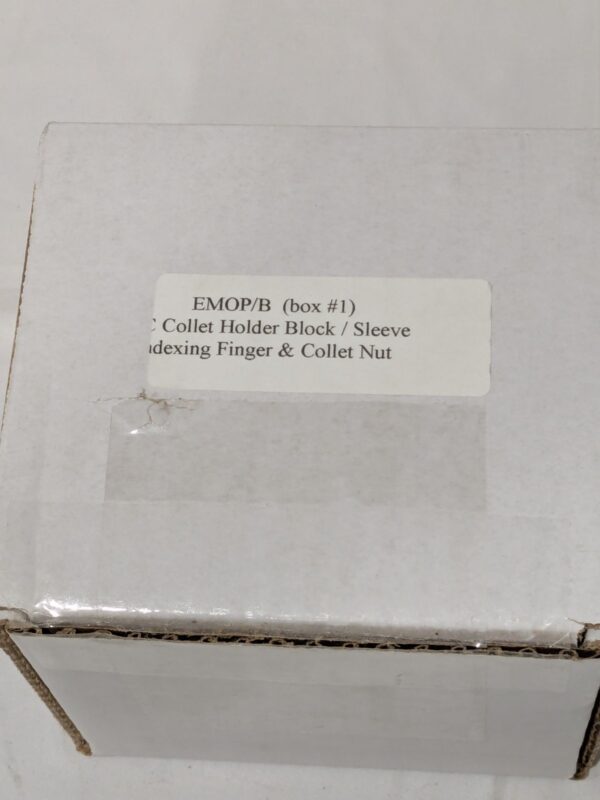 EMOP/B (box #1)
C Collet Holder Block / Sleeve
ndexing Finger & Collet Nut